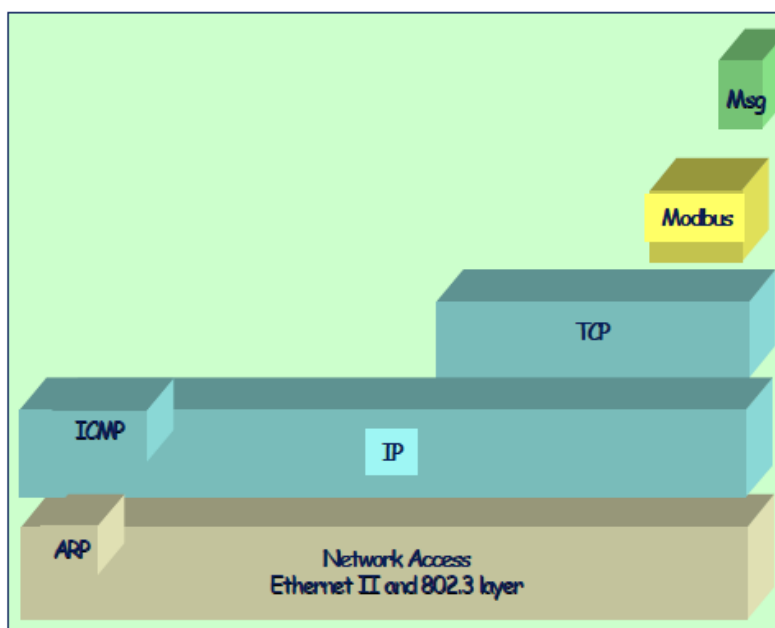 Msg
Modbus
TCP
ICMP
IP
ARP
Network Access
Ethernet II and 802.3 layer